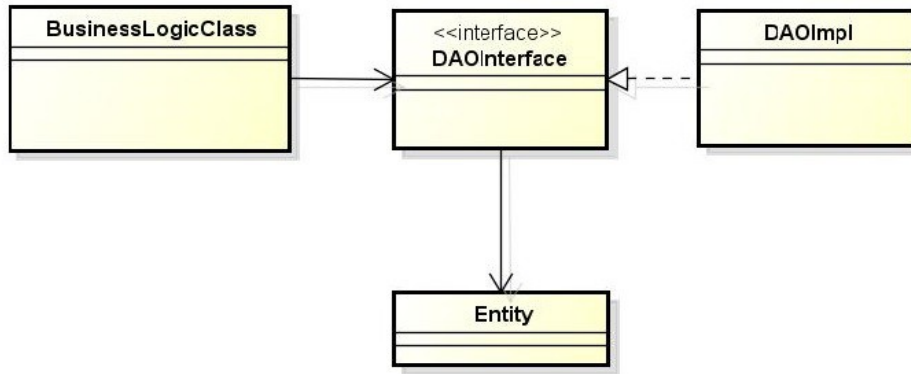 BusinessLogicClass
<<interface>>
DAOInterface
DAOImpl
Entity